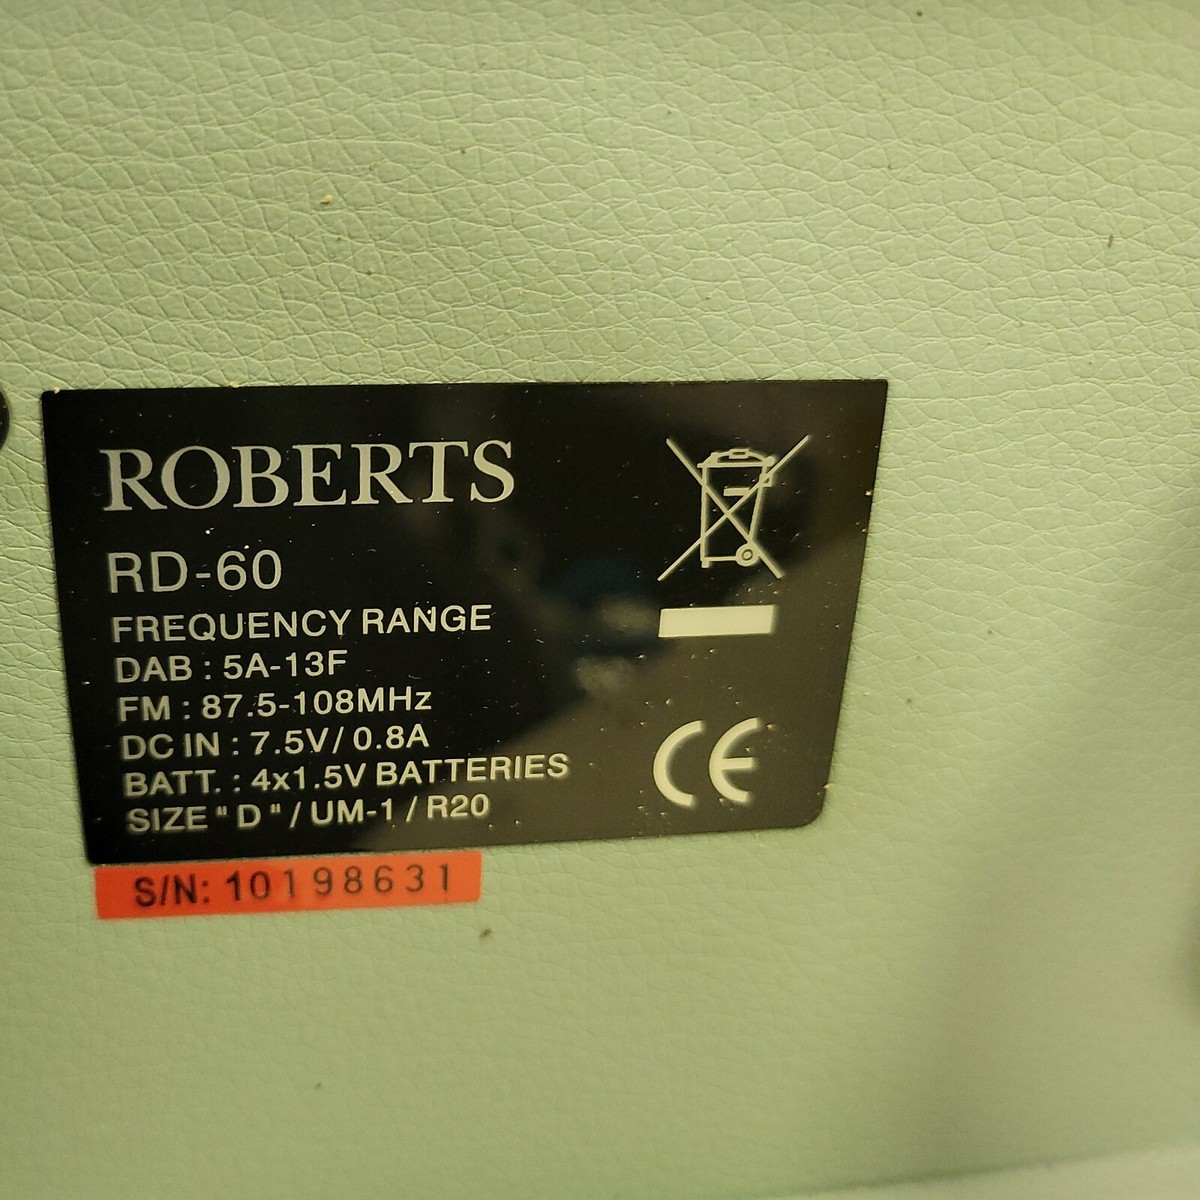 ROBERTS
RD-60
FREQUENCY RANGE
DAB : 5A-13F
FM : 87.5-108MHz
DC IN : 7.5V/ 0.8A
BATT. : 4x1.5V BATTERIES
SIZE " D " / UM-1 / R20
CE
S/N: 10198631